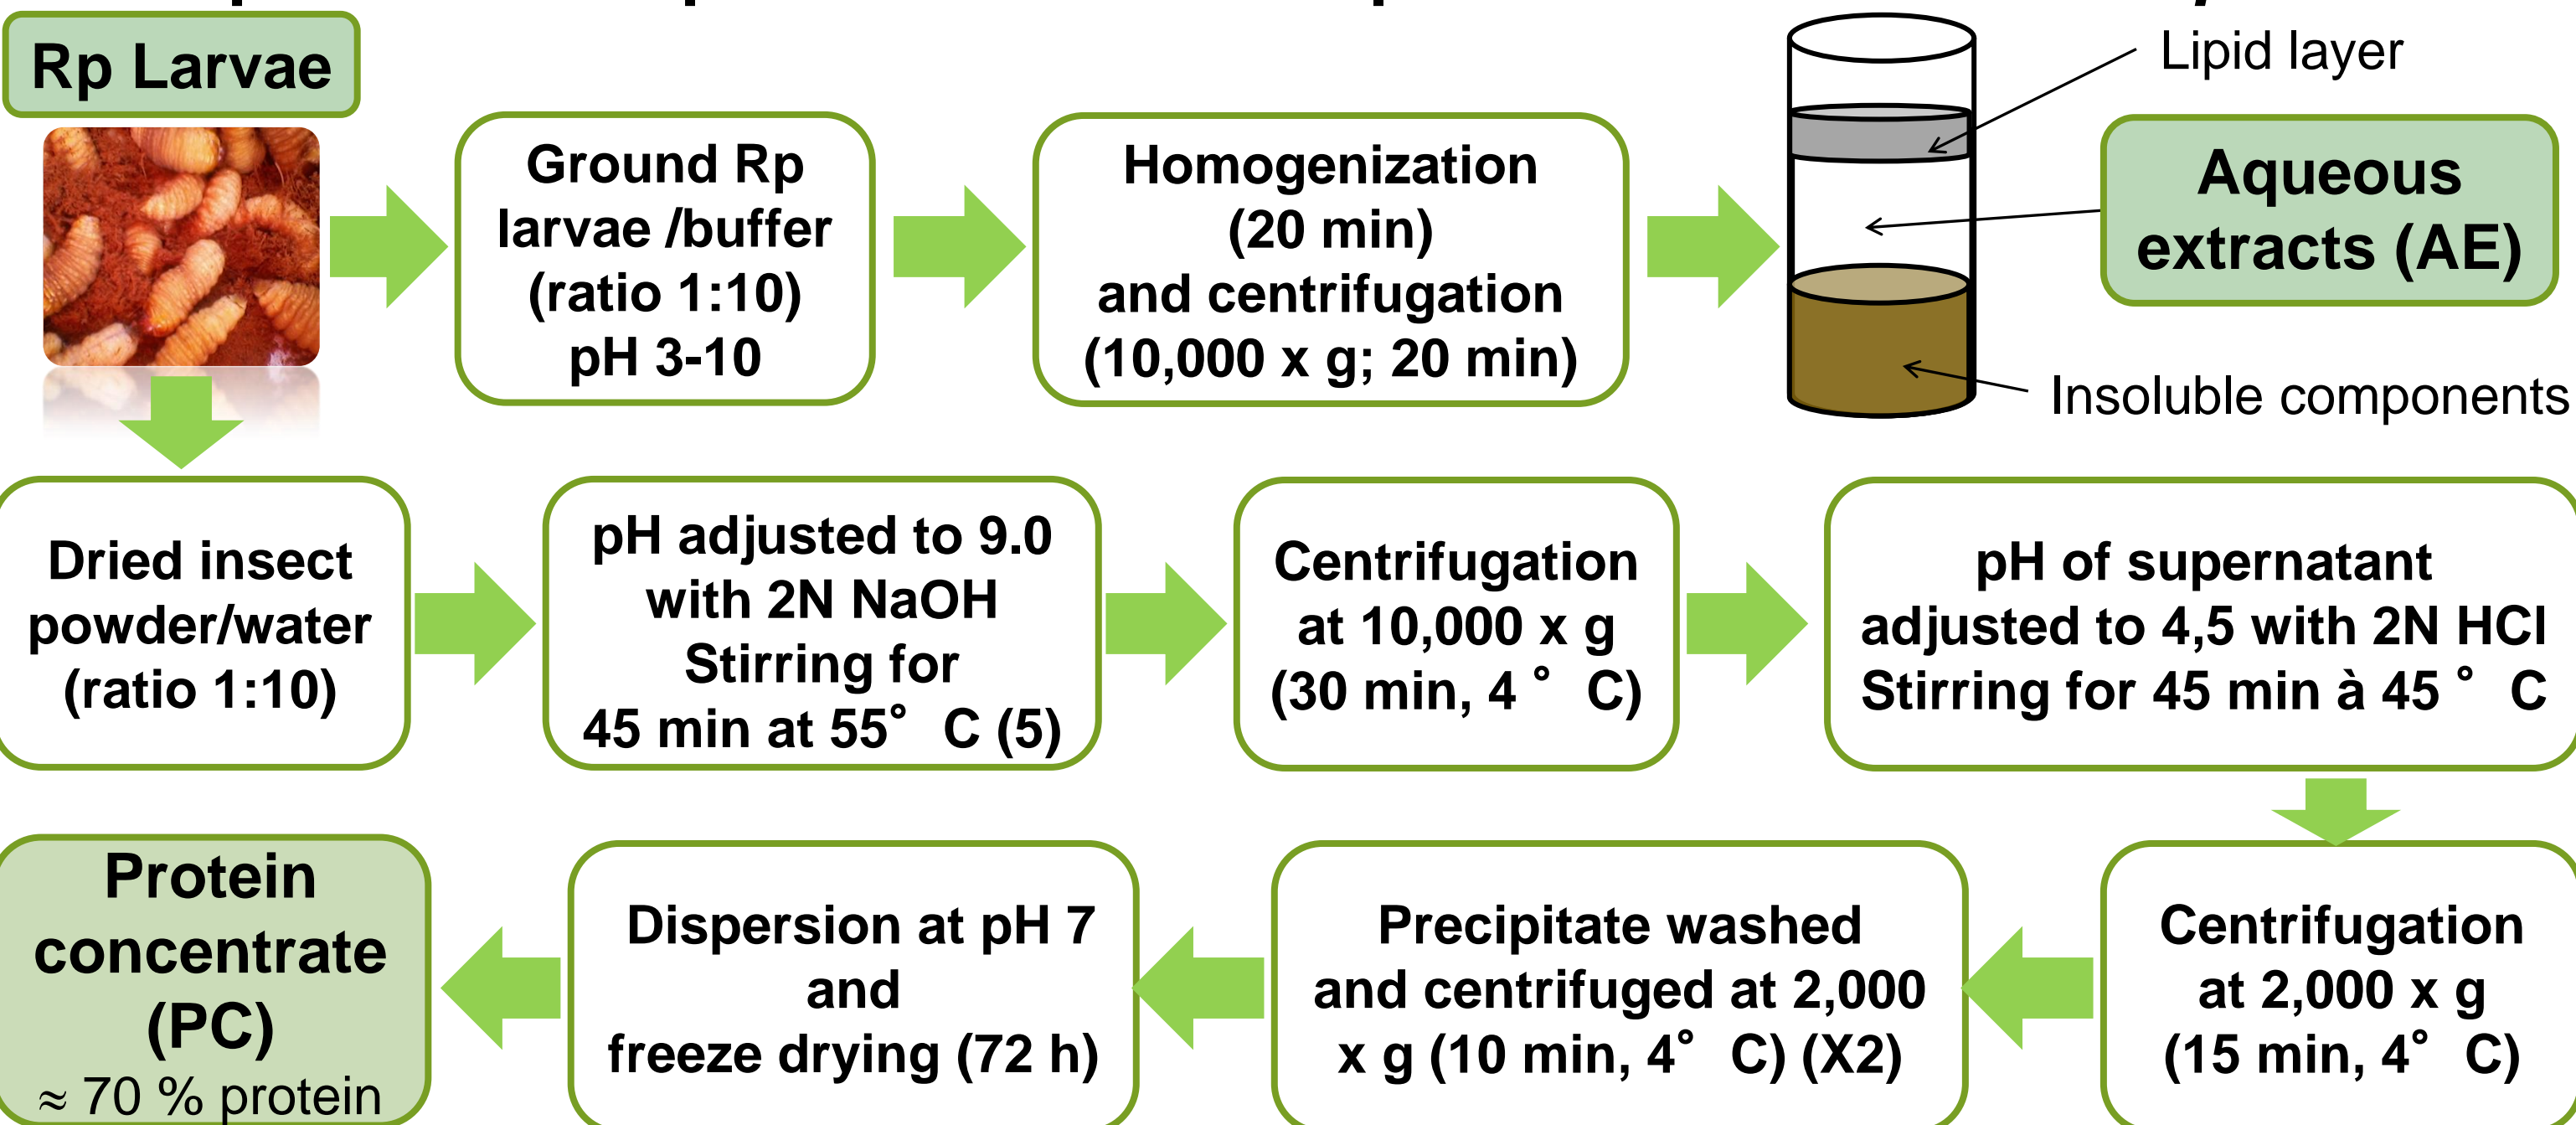 Rp Larvae
Ground Rp
larvae /buffer
(ratio 1:10)
pH 3-10
Homogenization
(20 min)
and centrifugation
(10,000 x g; 20 min)
Lipid layer
Aqueous
extracts (AE)
Insoluble components
Dried insect
powder/water
(ratio 1:10)
pH adjusted to 9.0
with 2N NaOH
Stirring for
45 min at 55° C (5)
Centrifugation
at 10,000 x g
(30 min, 4 ° C)
pH of supernatant
adjusted to 4,5 with 2N HCl
Stirring for 45 min à 45 ° C
Centrifugation
at 2,000 x g
(15 min, 4° C)
Precipitate washed
and centrifuged at 2,000
x g (10 min, 4° C) (X2)
Dispersion at pH 7
and
freeze drying (72 h)
Protein
concentrate
(PC)
≈ 70 % protein